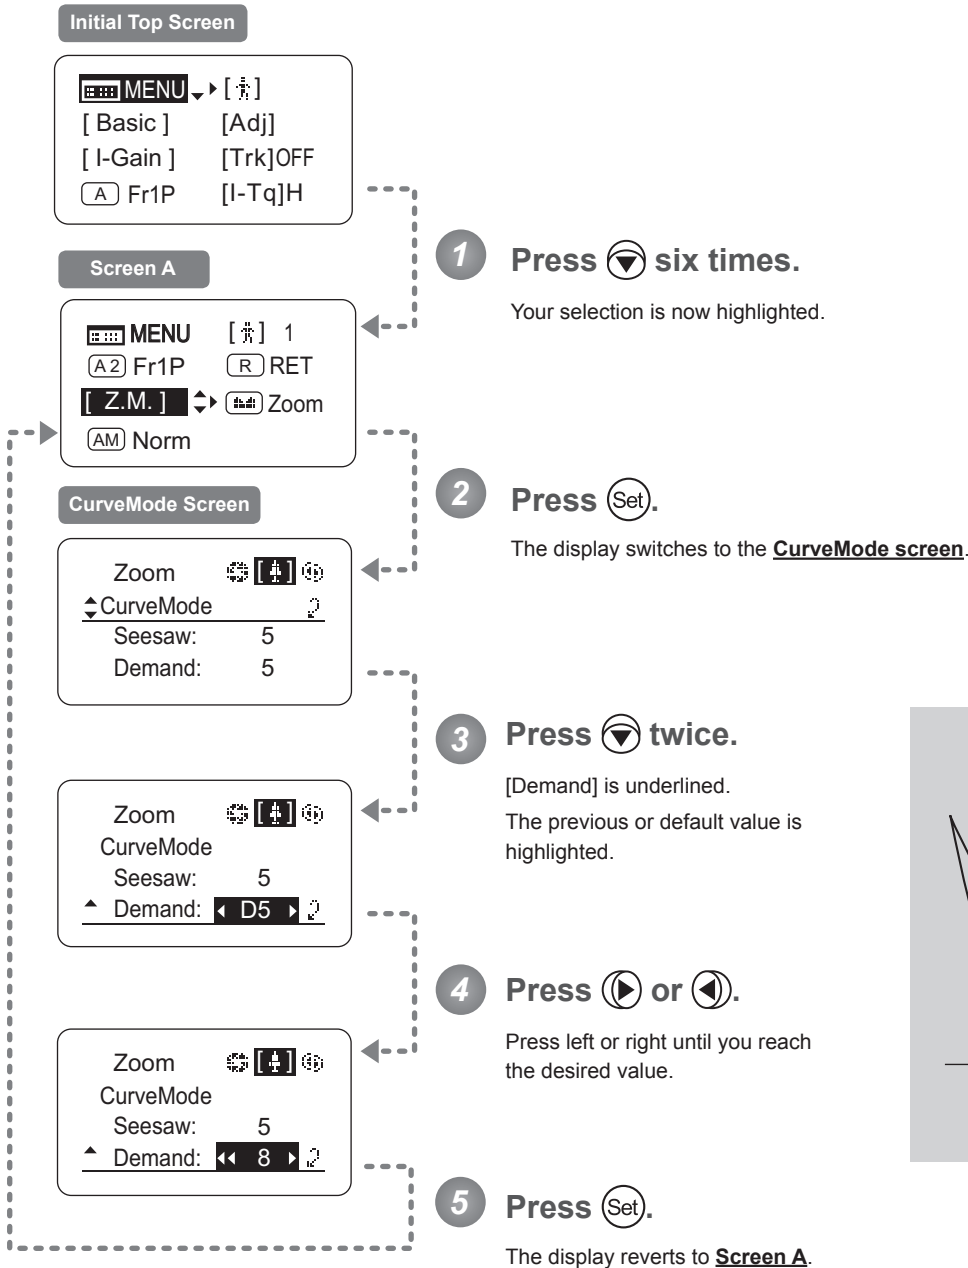 Initial Top Screen
MENU [ ]
[ Basic ] [Adj]
[ I-Gain ] [Trk]OFF
A Fr1P [I-Tq]H
1 Press six times.
Your selection is now highlighted.
Screen A
MENU [ ] 1
A2 Fr1P R RET
[ Z.M. ] Zoom
AM Norm
2 Press Set.
The display switches to the CurveMode screen.
CurveMode Screen
Zoom [ ]
CurveMode
Seesaw: 5
Demand: 5
3 Press twice.
[Demand] is underlined.
The previous or default value is
highlighted.
Zoom [ ]
CurveMode
Seesaw: 5
Demand: D5
4 Press or .
Press left or right until you reach
the desired value.
Zoom [ ]
CurveMode
Seesaw: 5
Demand: 8
5 Press Set.
The display reverts to Screen A.